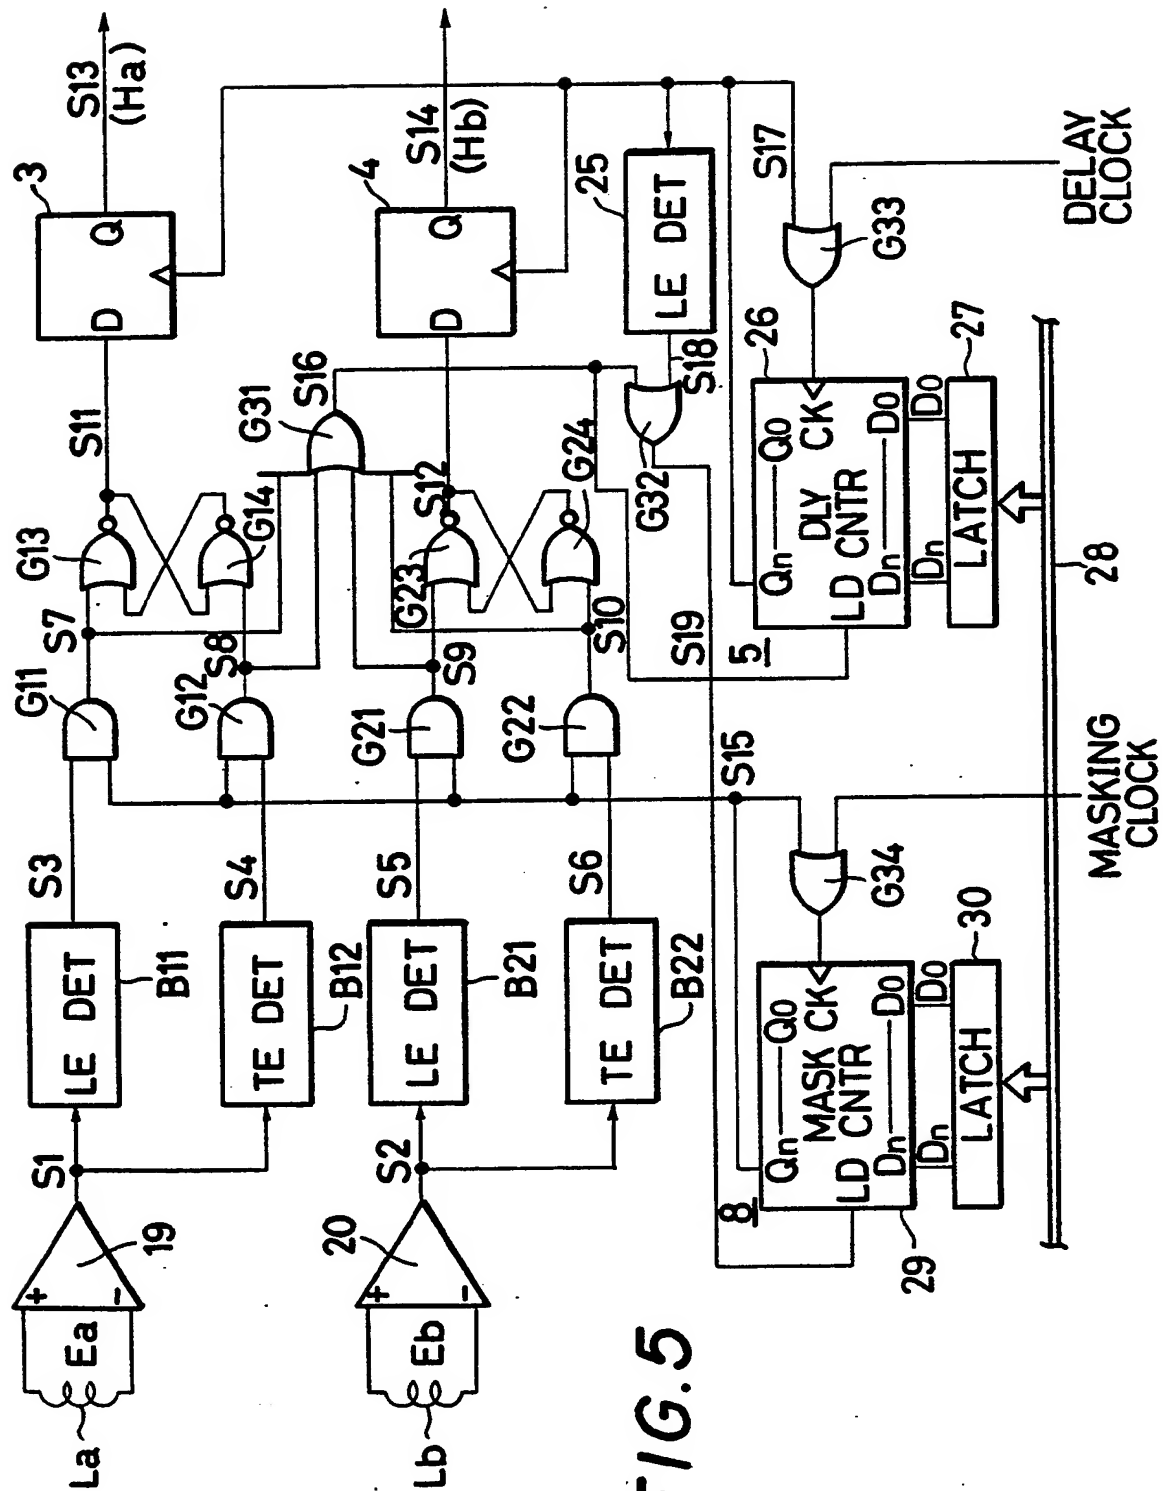 La
Ea
+
-
19
S1
LE DET
B11
S3
TE DET
B12
S4
G11
S7
G12
S8
G13
G14
S11
3
D
Q
S13
(Ha)
Lb
Eb
+
-
20
S2
LE DET
B21
S5
TE DET
B22
S6
G21
S9
G22
S10
G23
G24
S12
G31
S16
4
D
Q
S14
(Hb)
25
LE DET
S18
G32
S19
S17
G33
DELAY
CLOCK
5
26
Qn Q0
DLY
CNTR
CK
LD
Dn D0
Dn D0
27
LATCH
28
S15
G34
MASKING
CLOCK
8
29
Qn Q0
MASK
CNTR
CK
LD
Dn D0
Dn D0
30
LATCH
FIG.5